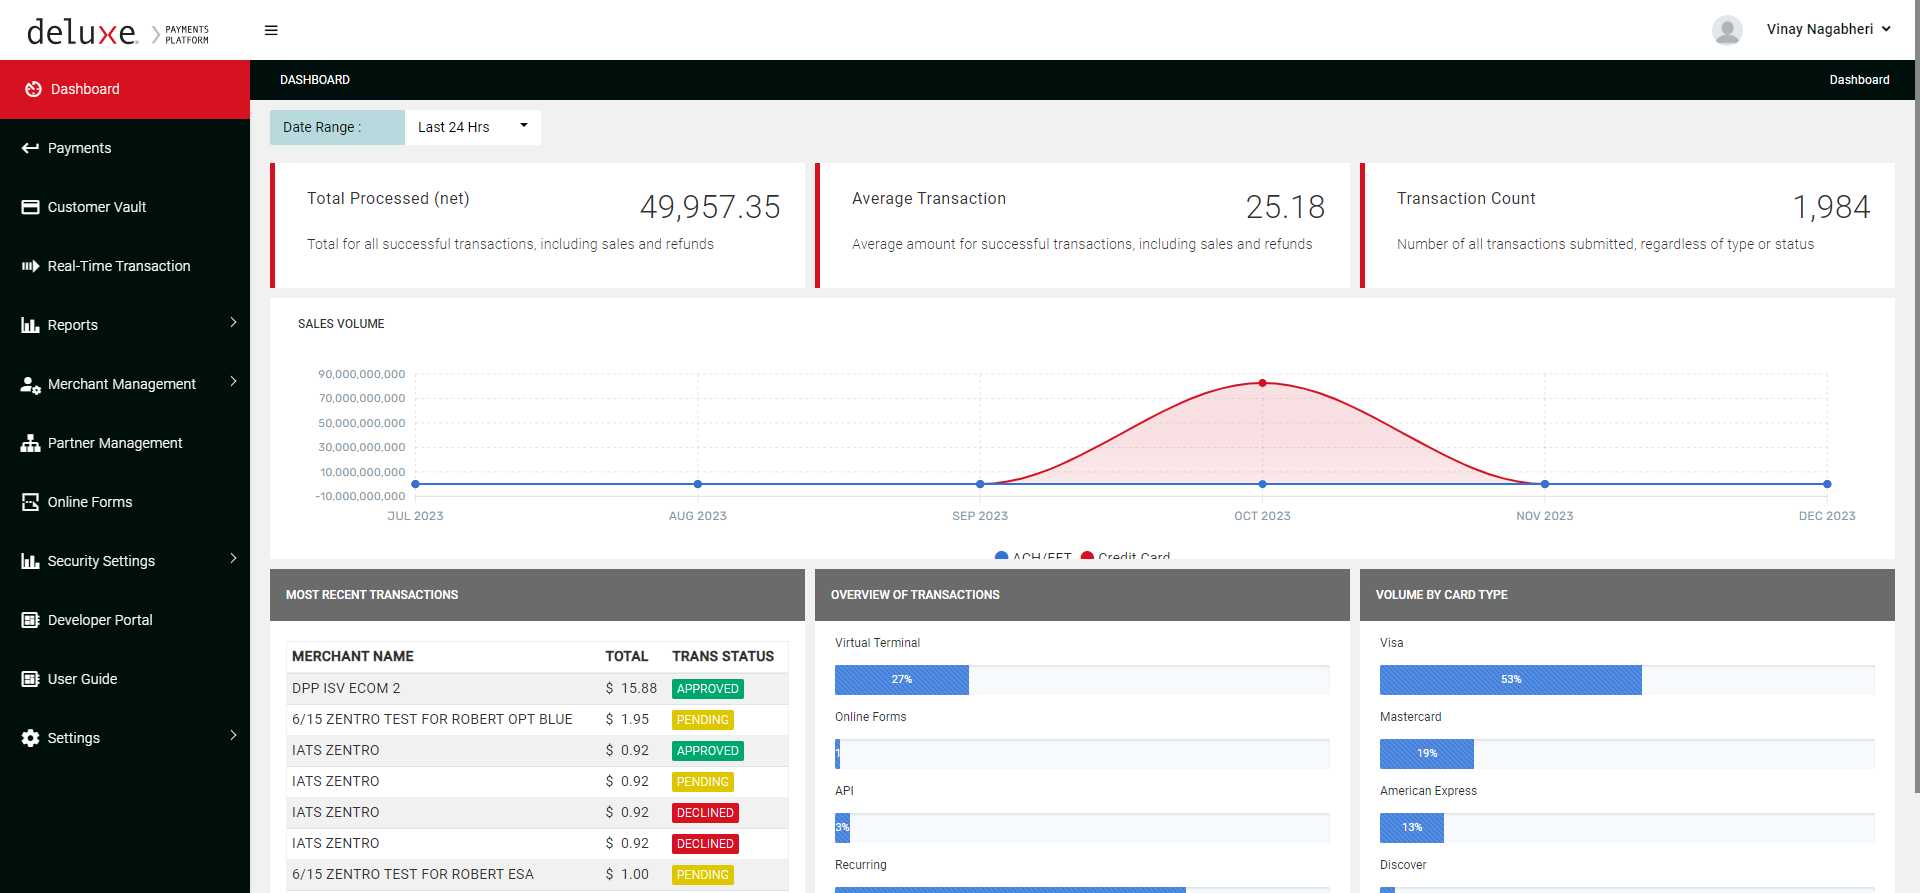 deluxe. PAYMENTS PLATFORM
Vinay Nagabheri
DASHBOARD
Dashboard
Dashboard
Payments
Customer Vault
Real-Time Transaction
Reports
Merchant Management
Partner Management
Online Forms
Security Settings
Developer Portal
User Guide
Settings
Date Range :
Last 24 Hrs
Total Processed (net)
49,957.35
Total for all successful transactions, including sales and refunds
Average Transaction
25.18
Average amount for successful transactions, including sales and refunds
Transaction Count
1,984
Number of all transactions submitted, regardless of type or status
SALES VOLUME
90,000,000,000
70,000,000,000
50,000,000,000
30,000,000,000
10,000,000,000
-10,000,000,000
JUL 2023 AUG 2023 SEP 2023 OCT 2023 NOV 2023 DEC 2023
ACH/EFT Credit Card
MOST RECENT TRANSACTIONS
MERCHANT NAME TOTAL TRANS STATUS
DPP ISV ECOM 2 $ 15.88 APPROVED
6/15 ZENTRO TEST FOR ROBERT OPT BLUE $ 1.95 PENDING
IATS ZENTRO $ 0.92 APPROVED
IATS ZENTRO $ 0.92 PENDING
IATS ZENTRO $ 0.92 DECLINED
IATS ZENTRO $ 0.92 DECLINED
6/15 ZENTRO TEST FOR ROBERT ESA $ 1.00 PENDING
OVERVIEW OF TRANSACTIONS
Virtual Terminal
27%
Online Forms
API
3%
Recurring
VOLUME BY CARD TYPE
Visa
53%
Mastercard
19%
American Express
13%
Discover